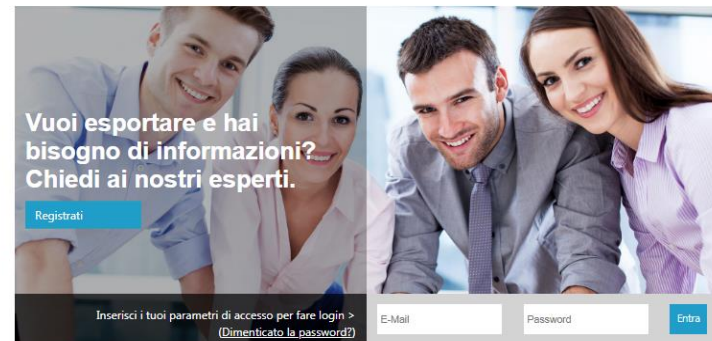 Vuoi esportare e hai
bisogno di informazioni?
Chiedi ai nostri esperti.
Registrati
Inserisci i tuoi parametri di accesso per fare login >
(Dimenticato la password?)
E-Mail
Password
Entra